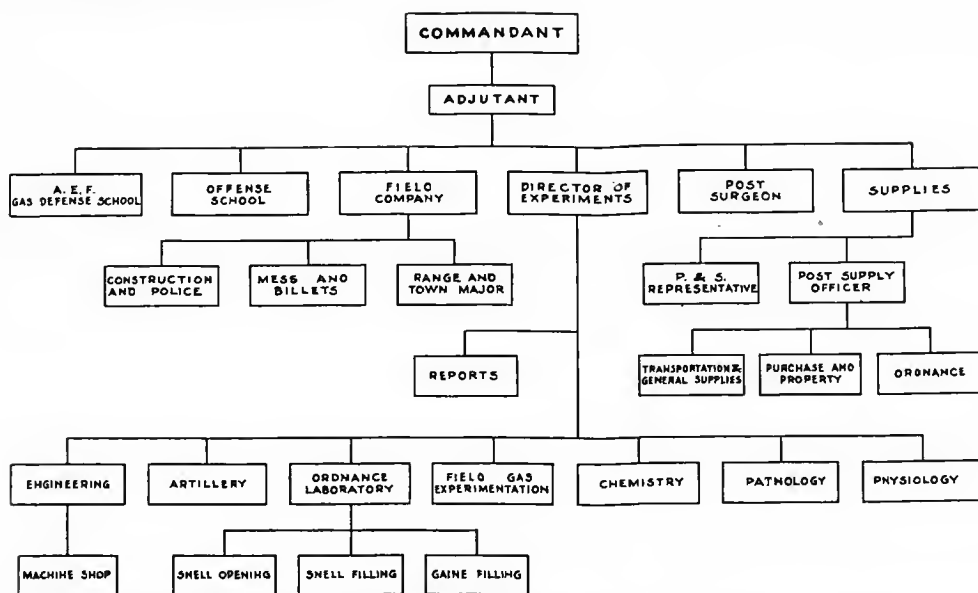 COMMANDANT
ADJUTANT
A. E. F.
GAS DEFENSE SCHOOL
OFFENSE
SCHOOL
FIELD
COMPANY
DIRECTOR OF
EXPERIMENTS
POST
SURGEON
SUPPLIES
CONSTRUCTION
AND POLICE
MESS AND
BILLETS
RANGE AND
TOWN MAJOR
P. & S.
REPRESENTATIVE
POST SUPPLY
OFFICER
REPORTS
TRANSPORTATION &
GENERAL SUPPLIES
PURCHASE AND
PROPERTY
ORDNANCE
ENGINEERING
ARTILLERY
ORDNANCE
LABORATORY
FIELD GAS
EXPERIMENTATION
CHEMISTRY
PATHOLOGY
PHYSIOLOGY
MACHINE SHOP
SHELL OPENING
SHELL FILLING
GAINE FILLING